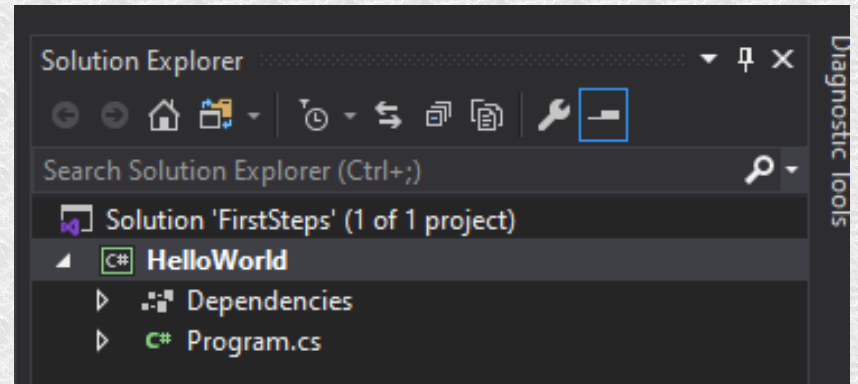 Solution Explorer
Search Solution Explorer (Ctrl+;)
Solution 'FirstSteps' (1 of 1 project)
C# HelloWorld
Dependencies
C# Program.cs
Diagnostic Tools